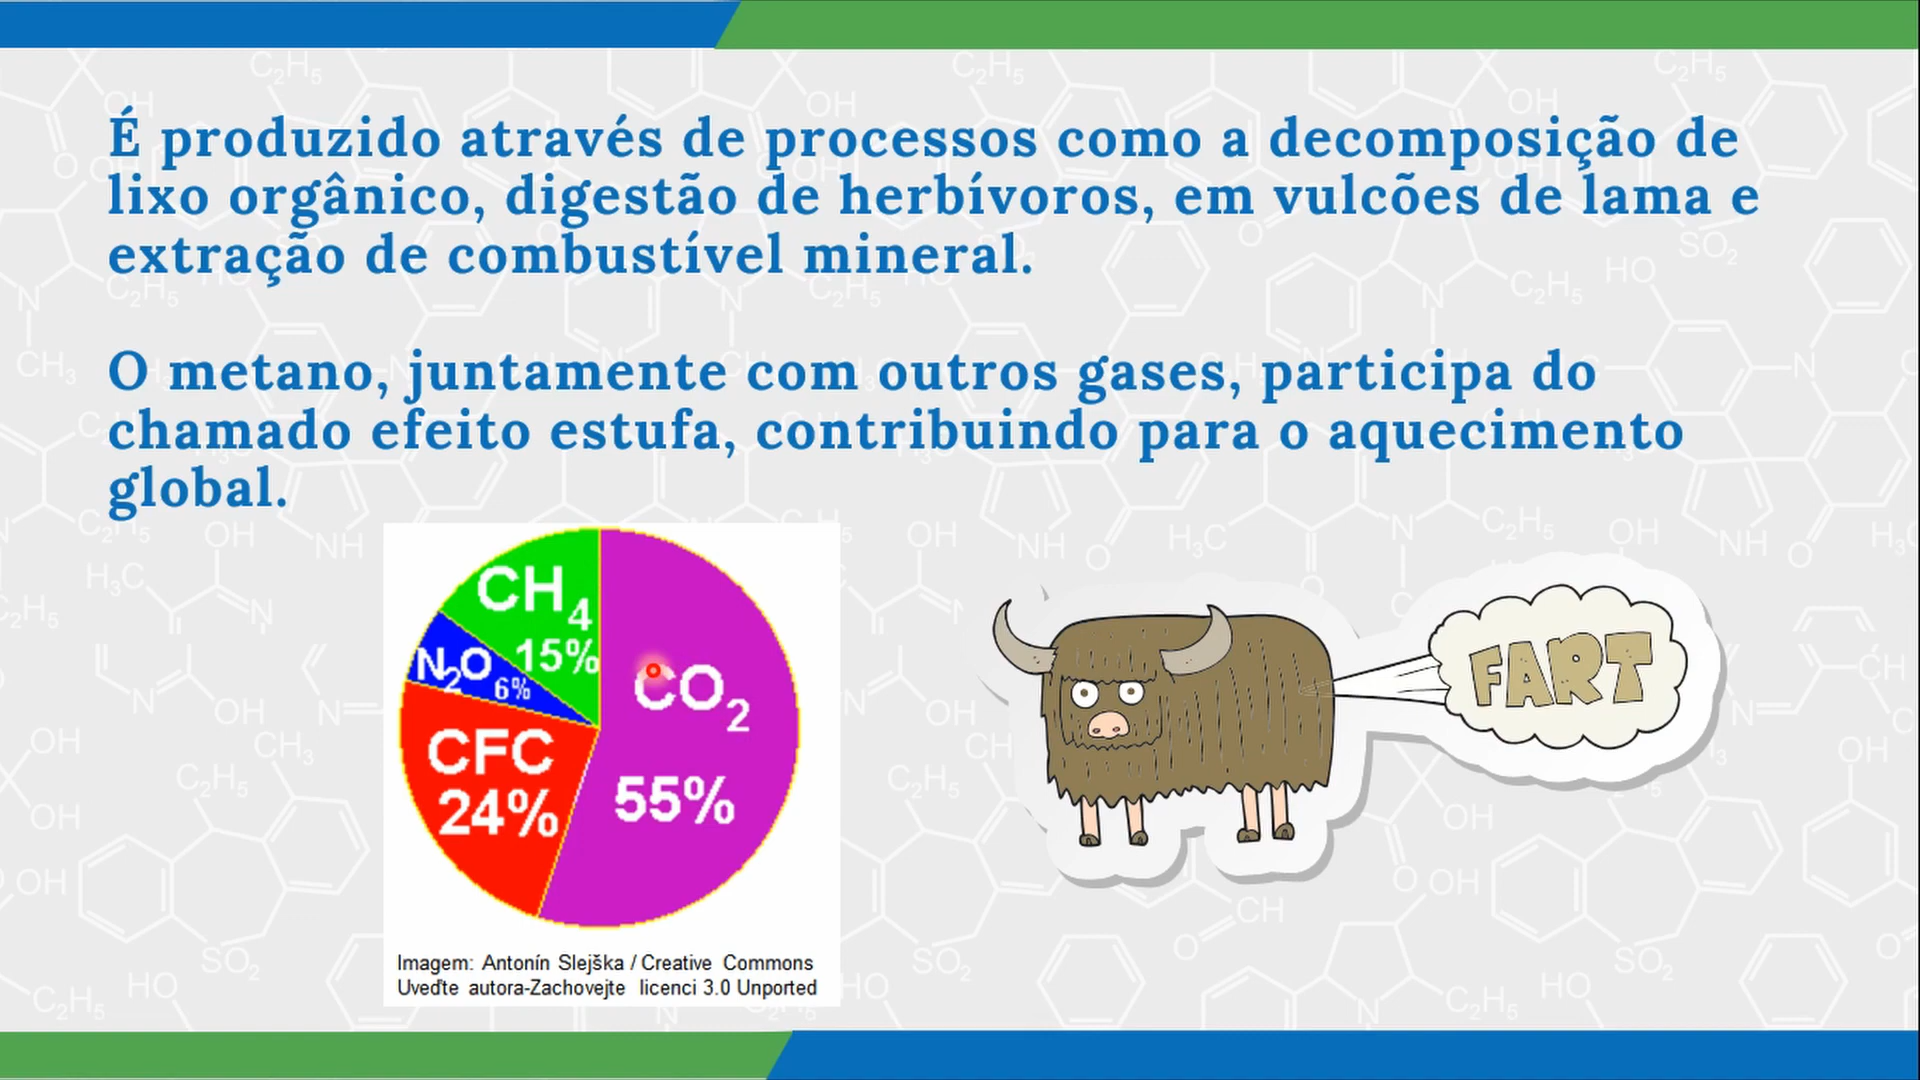 É produzido através de processos como a decomposição de
lixo orgânico, digestão de herbívoros, em vulcões de lama e
extração de combustível mineral.
O metano, juntamente com outros gases, participa do
chamado efeito estufa, contribuindo para o aquecimento
global.
CH₄
15%
N₂O
6%
CFC
24%
CO₂
55%
FART
Imagem: Antonín Slejška / Creative Commons
Uveďte autora-Zachovejte licenci 3.0 Unported